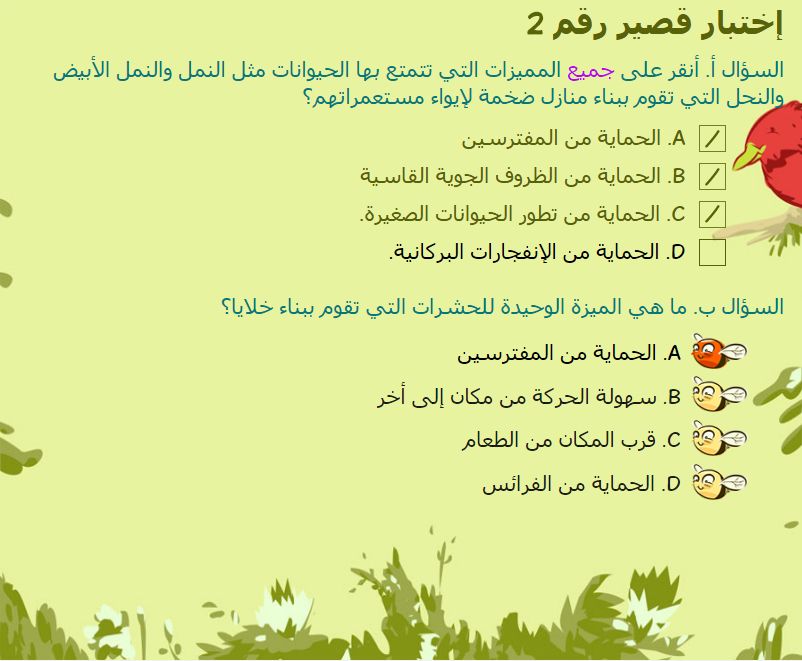 إختبار قصير رقم 2
السؤال أ. أنقر على جميع المميزات التي تتمتع بها الحيوانات مثل النمل والنمل الأبيض
والنحل التي تقوم ببناء منازل ضخمة لإيواء مستعمراتهم؟
A. الحماية من المفترسين
B. الحماية من الظروف الجوية القاسية
C. الحماية من تطور الحيوانات الصغيرة.
D. الحماية من الإنفجارات البركانية.
السؤال ب. ما هي الميزة الوحيدة للحشرات التي تقوم ببناء خلايا؟
A. الحماية من المفترسين
B. سهولة الحركة من مكان إلى أخر
C. قرب المكان من الطعام
D. الحماية من الفرائس